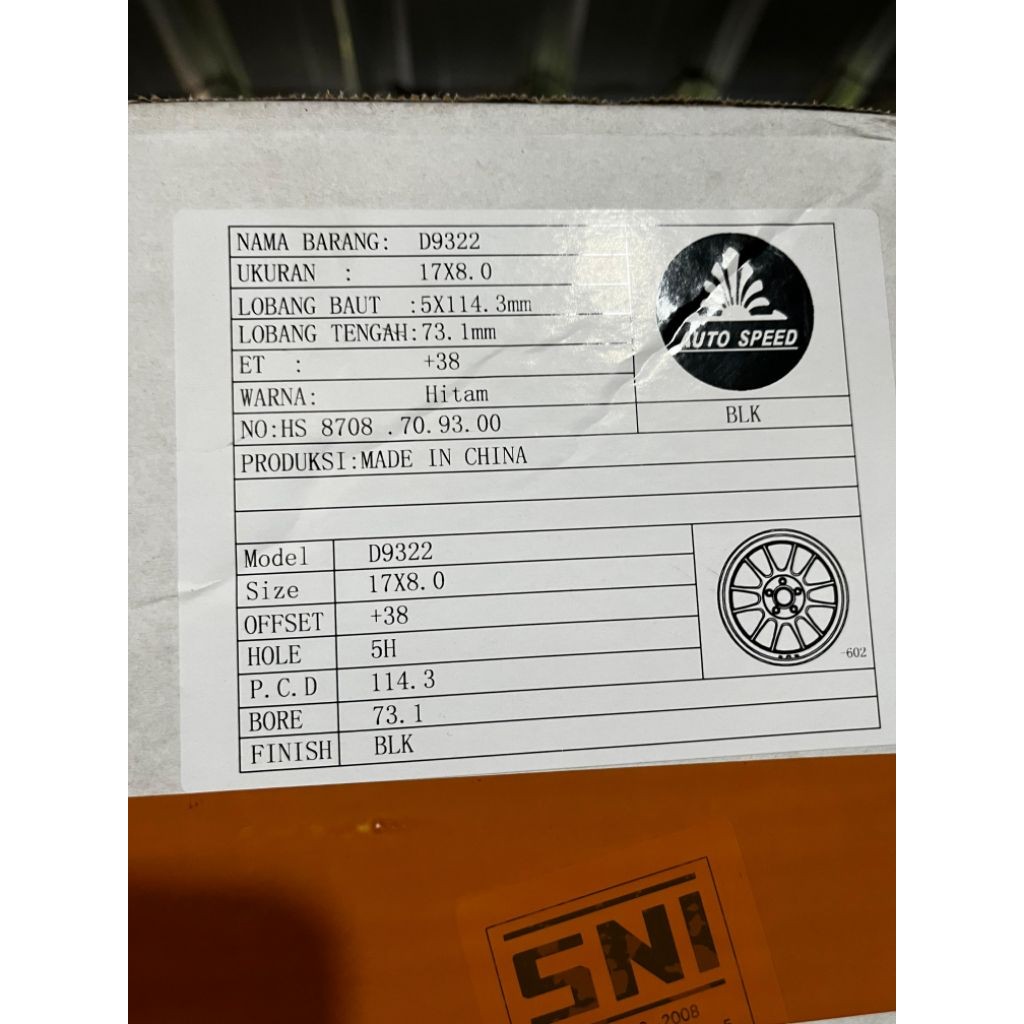 NAMA BARANG: D9322
UKURAN : 17X8.0
LOBANG BAUT :5X114.3mm
LOBANG TENGAH:73.1mm
ET : +38
WARNA: Hitam
NO:HS 8708 .70.93.00
PRODUKSI:MADE IN CHINA
AUTO SPEED
BLK
Model D9322
Size 17X8.0
OFFSET +38
HOLE 5H
P.C.D 114.3
BORE 73.1
FINISH BLK
-602
SNI
2008